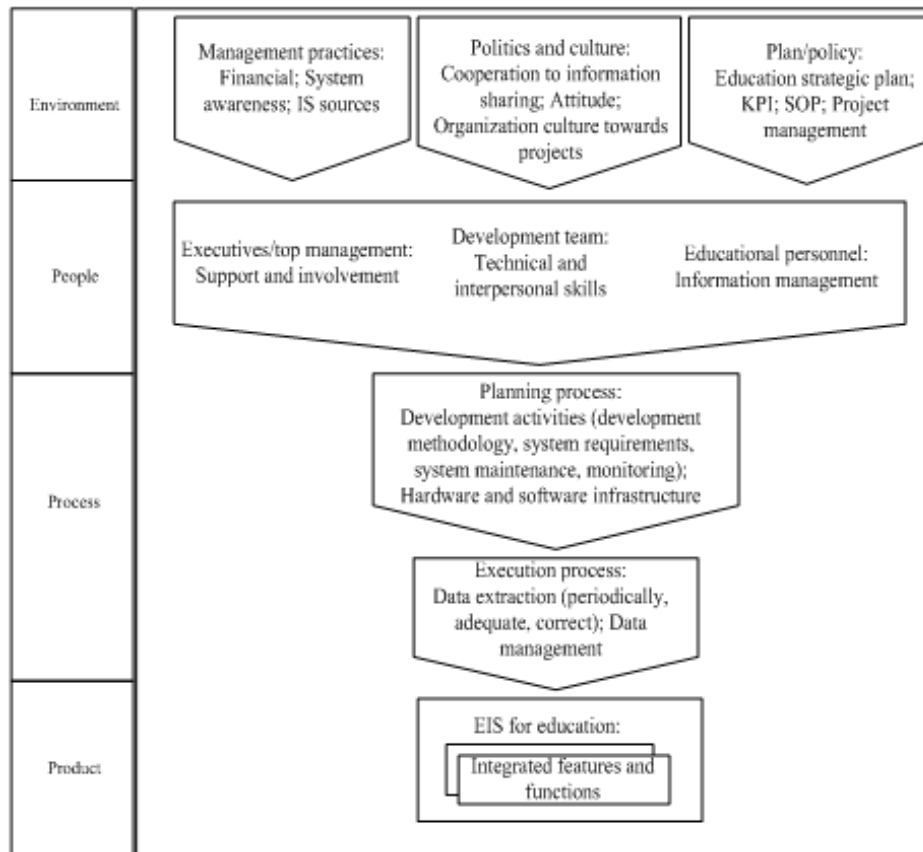 Environment
Management practices:
Financial; System
awareness; IS sources
Politics and culture:
Cooperation to information
sharing; Attitude;
Organization culture towards
projects
Plan/policy:
Education strategic plan;
KPI; SOP; Project
management
People
Executives/top management:
Support and involvement
Development team:
Technical and
interpersonal skills
Educational personnel:
Information management
Process
Planning process:
Development activities (development
methodology, system requirements,
system maintenance, monitoring);
Hardware and software infrastructure
Execution process:
Data extraction (periodically,
adequate, correct); Data
management
Product
EIS for education:
Integrated features and
functions